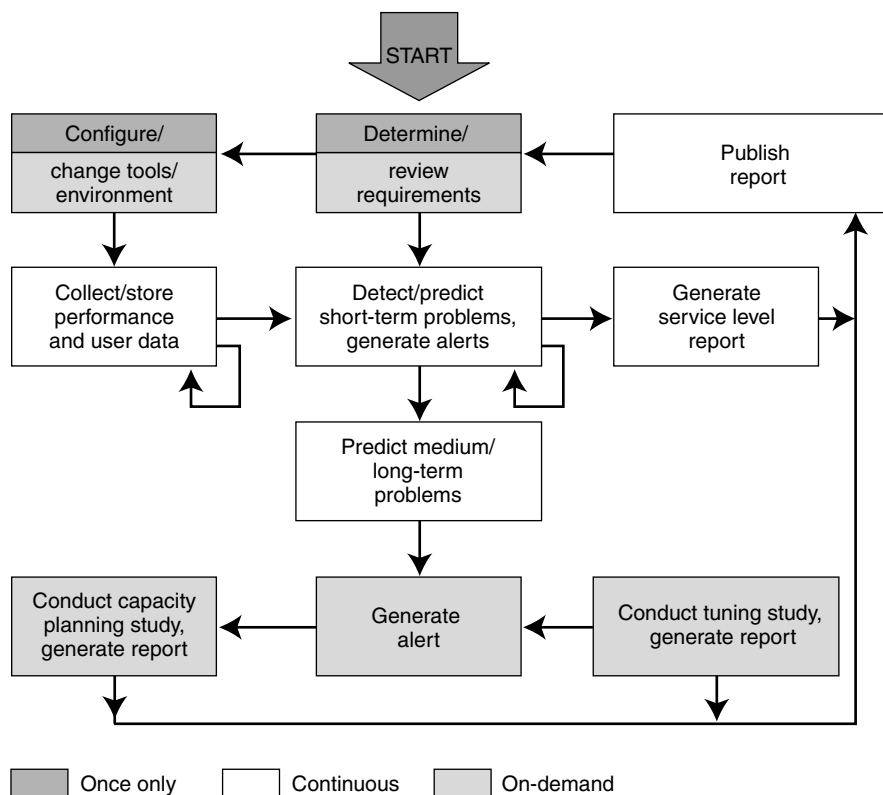 START
Configure/
change tools/
environment
Determine/
review
requirements
Publish
report
Collect/store
performance
and user data
Detect/predict
short-term problems,
generate alerts
Generate
service level
report
Predict medium/
long-term
problems
Conduct capacity
planning study,
generate report
Generate
alert
Conduct tuning study,
generate report
Once only
Continuous
On-demand